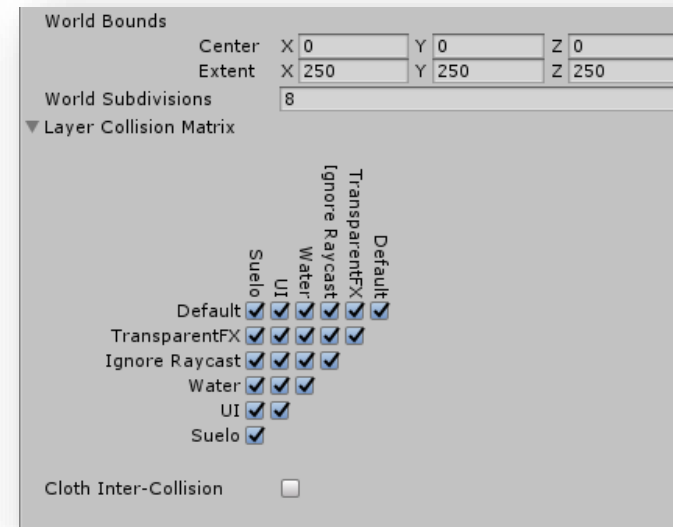 World Bounds
Center X 0 Y 0 Z 0
Extent X 250 Y 250 Z 250
World Subdivisions 8
Layer Collision Matrix
Suelo UI Water Ignore Raycast TransparentFX Default
Default
TransparentFX
Ignore Raycast
Water
UI
Suelo
Cloth Inter-Collision